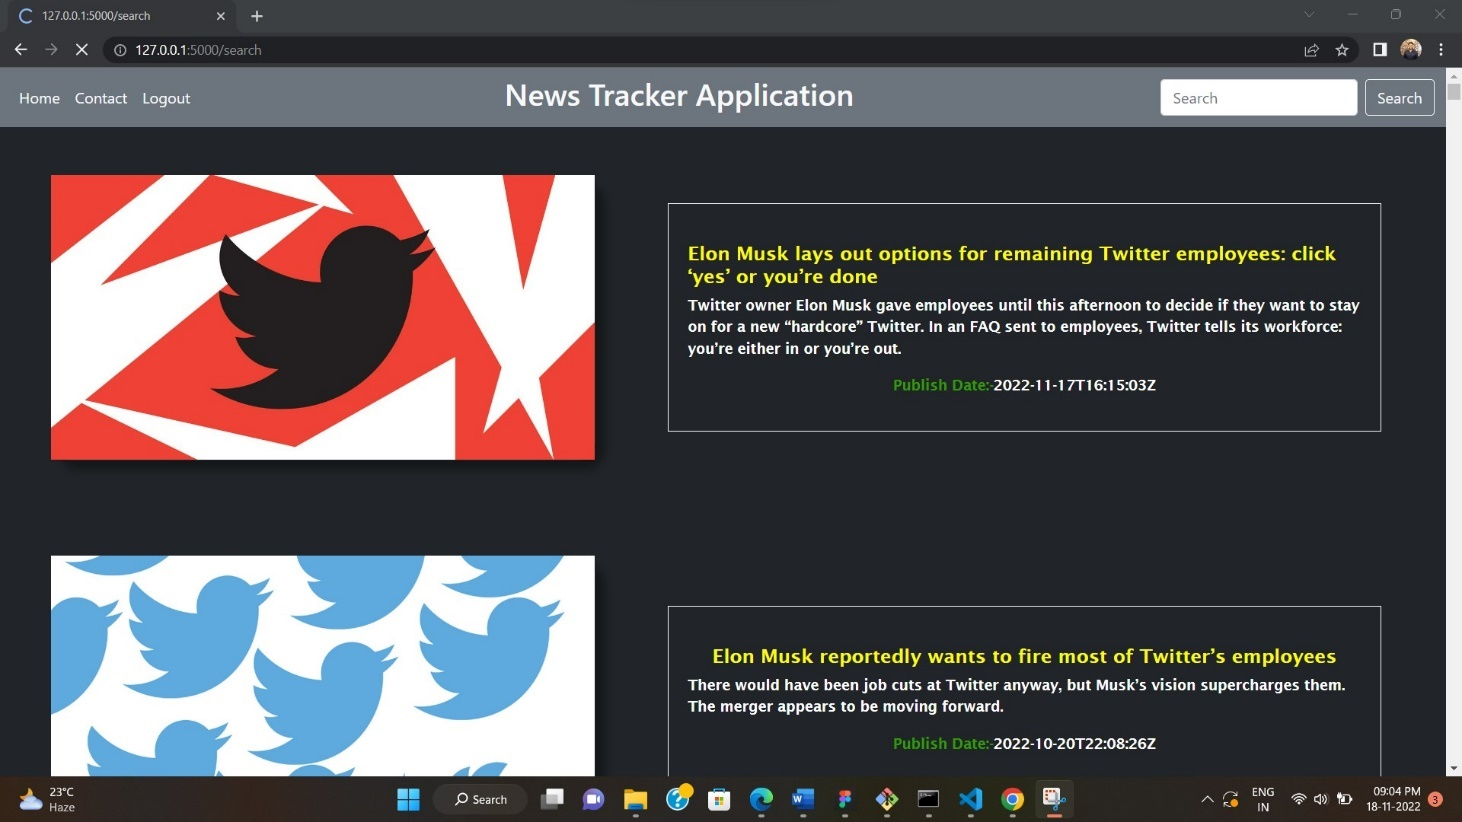 127.0.0.1:5000/search
127.0.0.1:5000/search
Home Contact Logout
News Tracker Application
Search
Search
Elon Musk lays out options for remaining Twitter employees: click
‘yes’ or you’re done
Twitter owner Elon Musk gave employees until this afternoon to decide if they want to stay
on for a new “hardcore” Twitter. In an FAQ sent to employees, Twitter tells its workforce:
you’re either in or you’re out.
Publish Date:-2022-11-17T16:15:03Z
Elon Musk reportedly wants to fire most of Twitter’s employees
There would have been job cuts at Twitter anyway, but Musk’s vision supercharges them.
The merger appears to be moving forward.
Publish Date:-2022-10-20T22:08:26Z
23°C
Haze
Search
ENG
IN
09:04 PM
18-11-2022
3